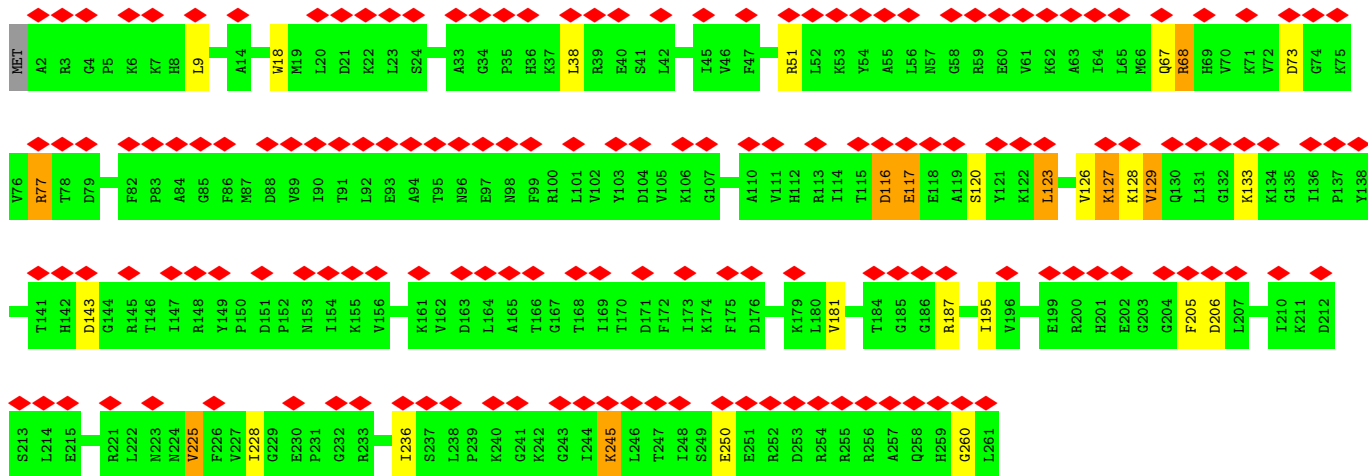 MET A2 R3 G4 P5 K6 K7 H8 L9 A14 W18 M19 L20 D21 K22 L23 S24 A33 G34 P35 H36 K37 L38 R39 E40 S41 L42 I45 V46 F47 R51 L52 K53 Y54 A55 L56 N57 G58 R59 E60 V61 K62 A63 I64 L65 M66 Q67 R68 H69 V70 K71 V72 D73 G74 K75
V76 R77 T78 D79 F82 P83 A84 G85 F86 M87 D88 V89 I90 T91 L92 E93 A94 T95 N96 E97 N98 F99 R100 L101 V102 Y103 D104 V105 K106 G107 A110 V111 H112 R113 I114 T115 D116 E117 E118 A119 S120 Y121 K122 L123 V126 K127 K128 V129 Q130 L131 G132 K133 K134 G135 I136 P137 Y138
T141 H142 D143 G144 R145 T146 I147 R148 Y149 P150 D151 P152 N153 I154 K155 V156 K161 V162 D163 L164 A165 T166 G167 T168 I169 T170 D171 F172 I173 K174 F175 D176 K179 L180 V181 T184 G185 G186 R187 I195 V196 E199 R200 H201 E202 G203 G204 F205 D206 L207 I210 K211 D212
S213 L214 E215 R221 L222 N223 N224 V225 F226 V227 I228 G229 E230 P231 G232 R233 I236 S237 L238 P239 K240 G241 K242 G243 I244 K245 L246 T247 I248 S249 E250 E251 R252 D253 R254 R255 R256 A257 Q258 H259 G260 L261